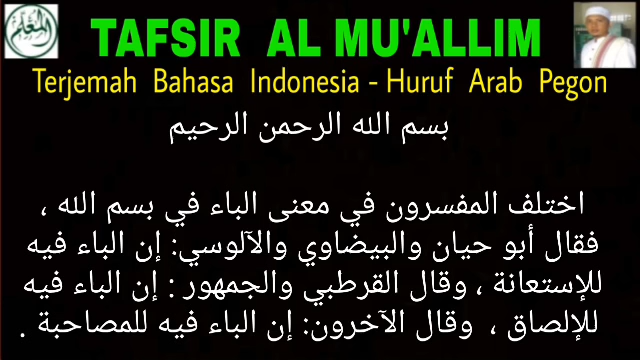 المعلم
TAFSIR AL MU'ALLIM
Terjemah Bahasa Indonesia - Huruf Arab Pegon
بسم الله الرحمن الرحيم
اختلف المفسرون في معنى الباء في بسم الله ،
فقال أبو حيان والبيضاوي والآلوسي: إن الباء فيه
للإستعانة ، وقال القرطبي والجمهور : إن الباء فيه
للإلصاق ، وقال الآخرون: إن الباء فيه للمصاحبة .